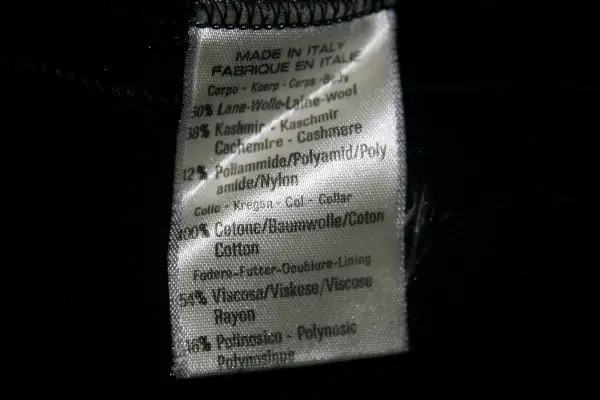 MADE IN ITALY
FABRIQUE EN ITALIE
Corpo - Koerp - Corps - Body
50% Lana-Wolle-Laine-wool
38% Kashmir - Kaschmir
Cachemire - Cashmere
12% Poliammide/Polyamid/Poly
amide/Nylon
Collo - Kregen - Col - Collar
100% Cotone/Baumwolle/Coton
Cotton
Fodera-Futter-Doublure-Lining
54% Viscosa/Viskose/Viscose
Rayon
46% Polinosico - Polynosic
Polynosique